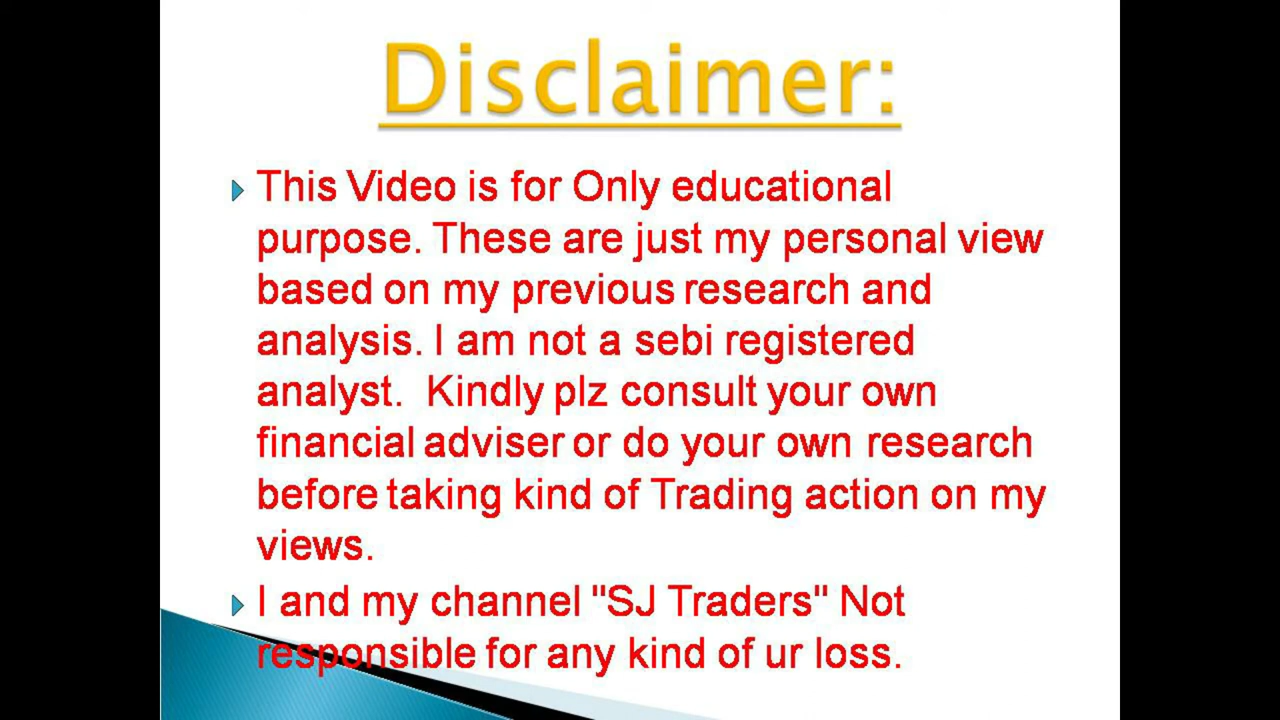 Disclaimer:
This Video is for Only educational
purpose. These are just my personal view
based on my previous research and
analysis. I am not a sebi registered
analyst.  Kindly plz consult your own
financial adviser or do your own research
before taking kind of Trading action on my
views.
I and my channel "SJ Traders" Not
responsible for any kind of ur loss.